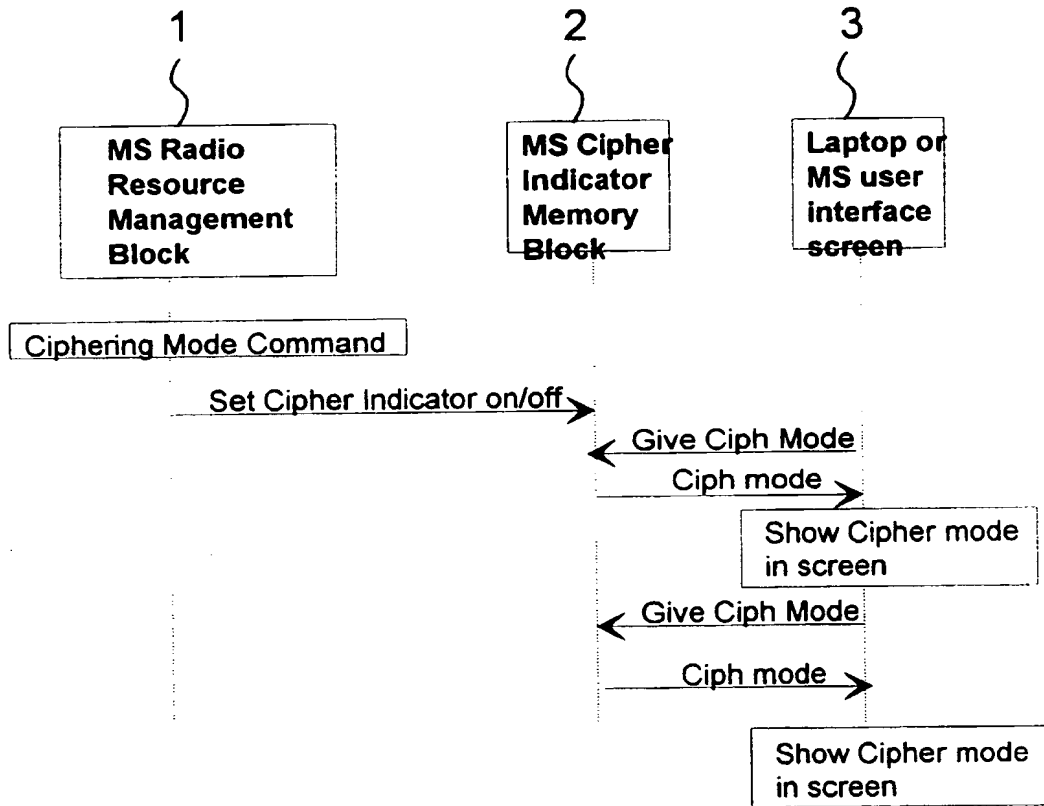 1
2
3
MS Radio
Resource
Management
Block
MS Cipher
Indicator
Memory
Block
Laptop or
MS user
interface
screen
Ciphering Mode Command
Set Cipher Indicator on/off
Give Ciph Mode
Ciph mode
Show Cipher mode
in screen
Give Ciph Mode
Ciph mode
Show Cipher mode
in screen